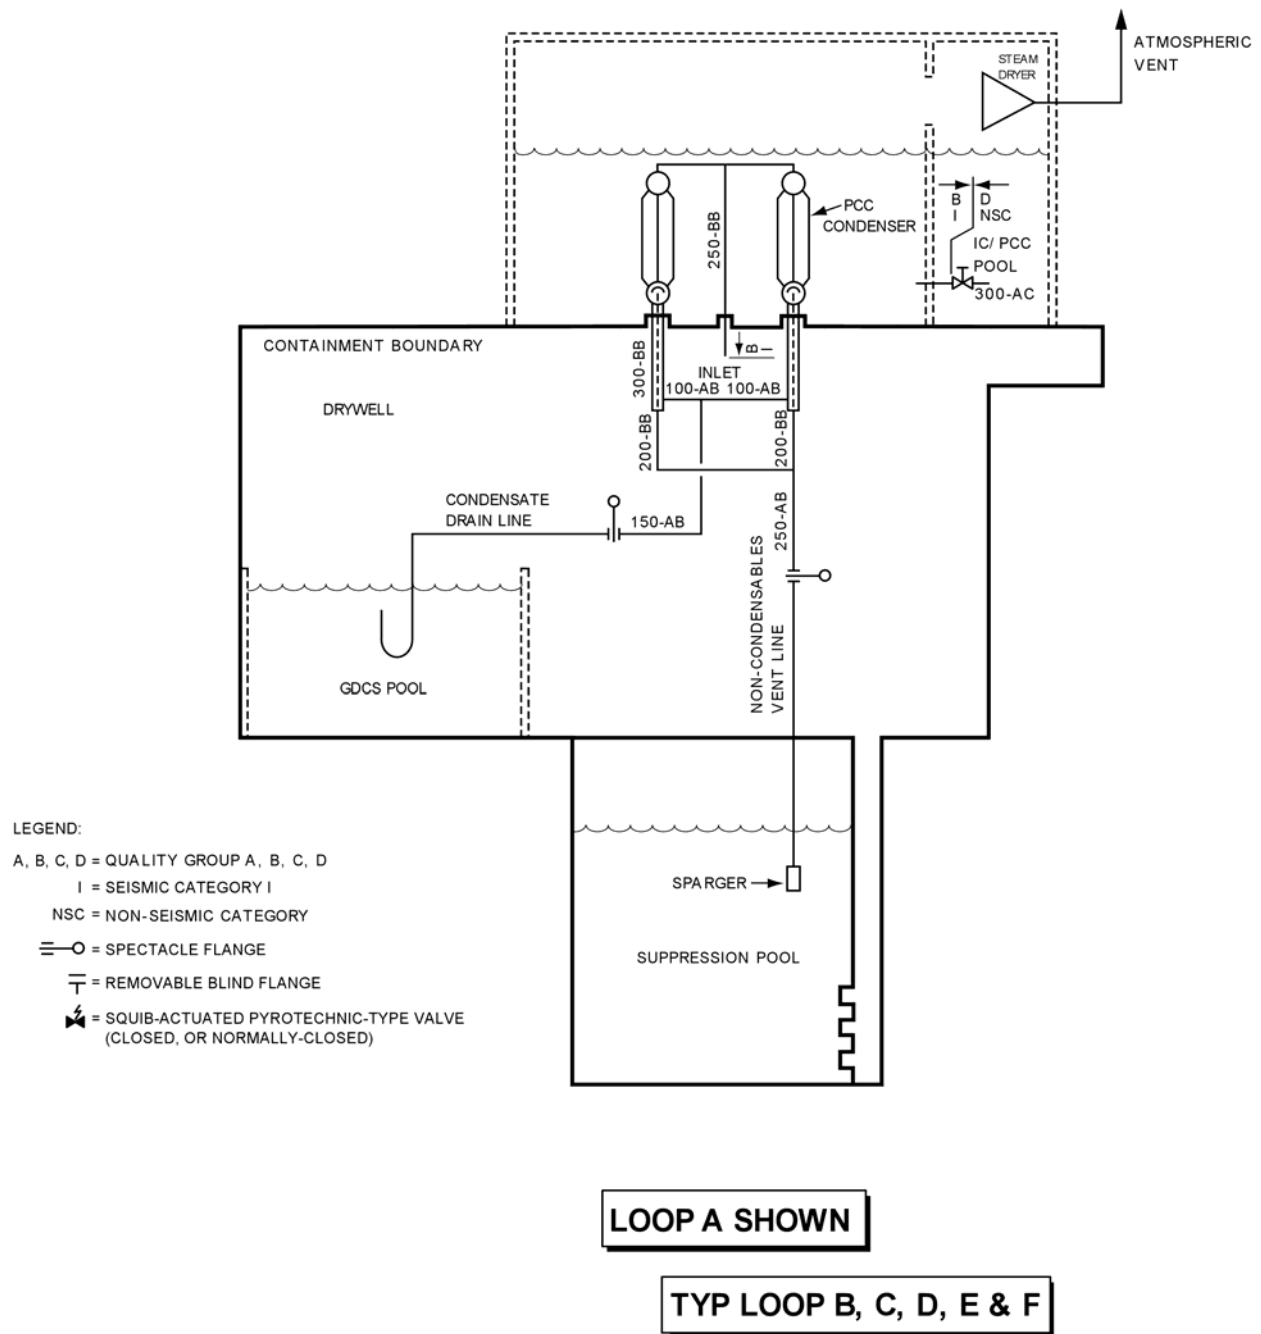 ATMOSPHERIC
VENT
STEAM
DRYER
B
D
I
NSC
IC/ PCC
POOL
300-AC
PCC
CONDENSER
250-BB
CONTAINMENT BOUNDARY
DRYWELL
300-BB
B
I
INLET
100-AB 100-AB
200-BB
200-BB
CONDENSATE
DRAIN LINE
150-AB
250-AB
NON-CONDENSABLES
VENT LINE
GDCS POOL
SPARGER
SUPPRESSION POOL
LEGEND:
A, B, C, D = QUALITY GROUP A, B, C, D
I = SEISMIC CATEGORY I
NSC = NON-SEISMIC CATEGORY
= SPECTACLE FLANGE
= REMOVABLE BLIND FLANGE
= SQUIB-ACTUATED PYROTECHNIC-TYPE VALVE
(CLOSED, OR NORMALLY-CLOSED)
LOOP A SHOWN
TYP LOOP B, C, D, E & F